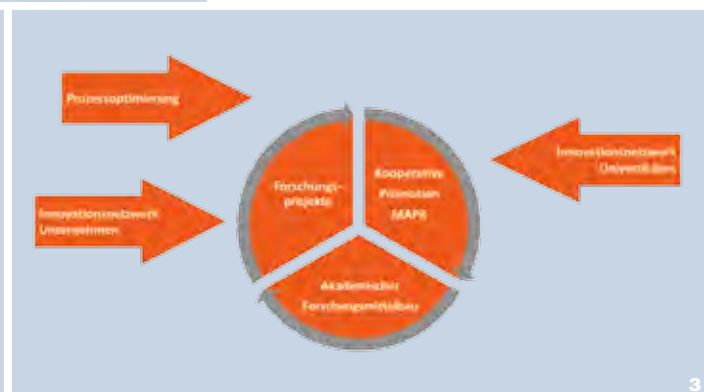 Prozessoptimierung
Innovationsnetzwerk
Unternehmen
Forschungs-
projekte
Kooperative
Promotion
MAPR
Akademischer
Forschungsmittelbau
Innovationsnetzwerk
Universitäten
3